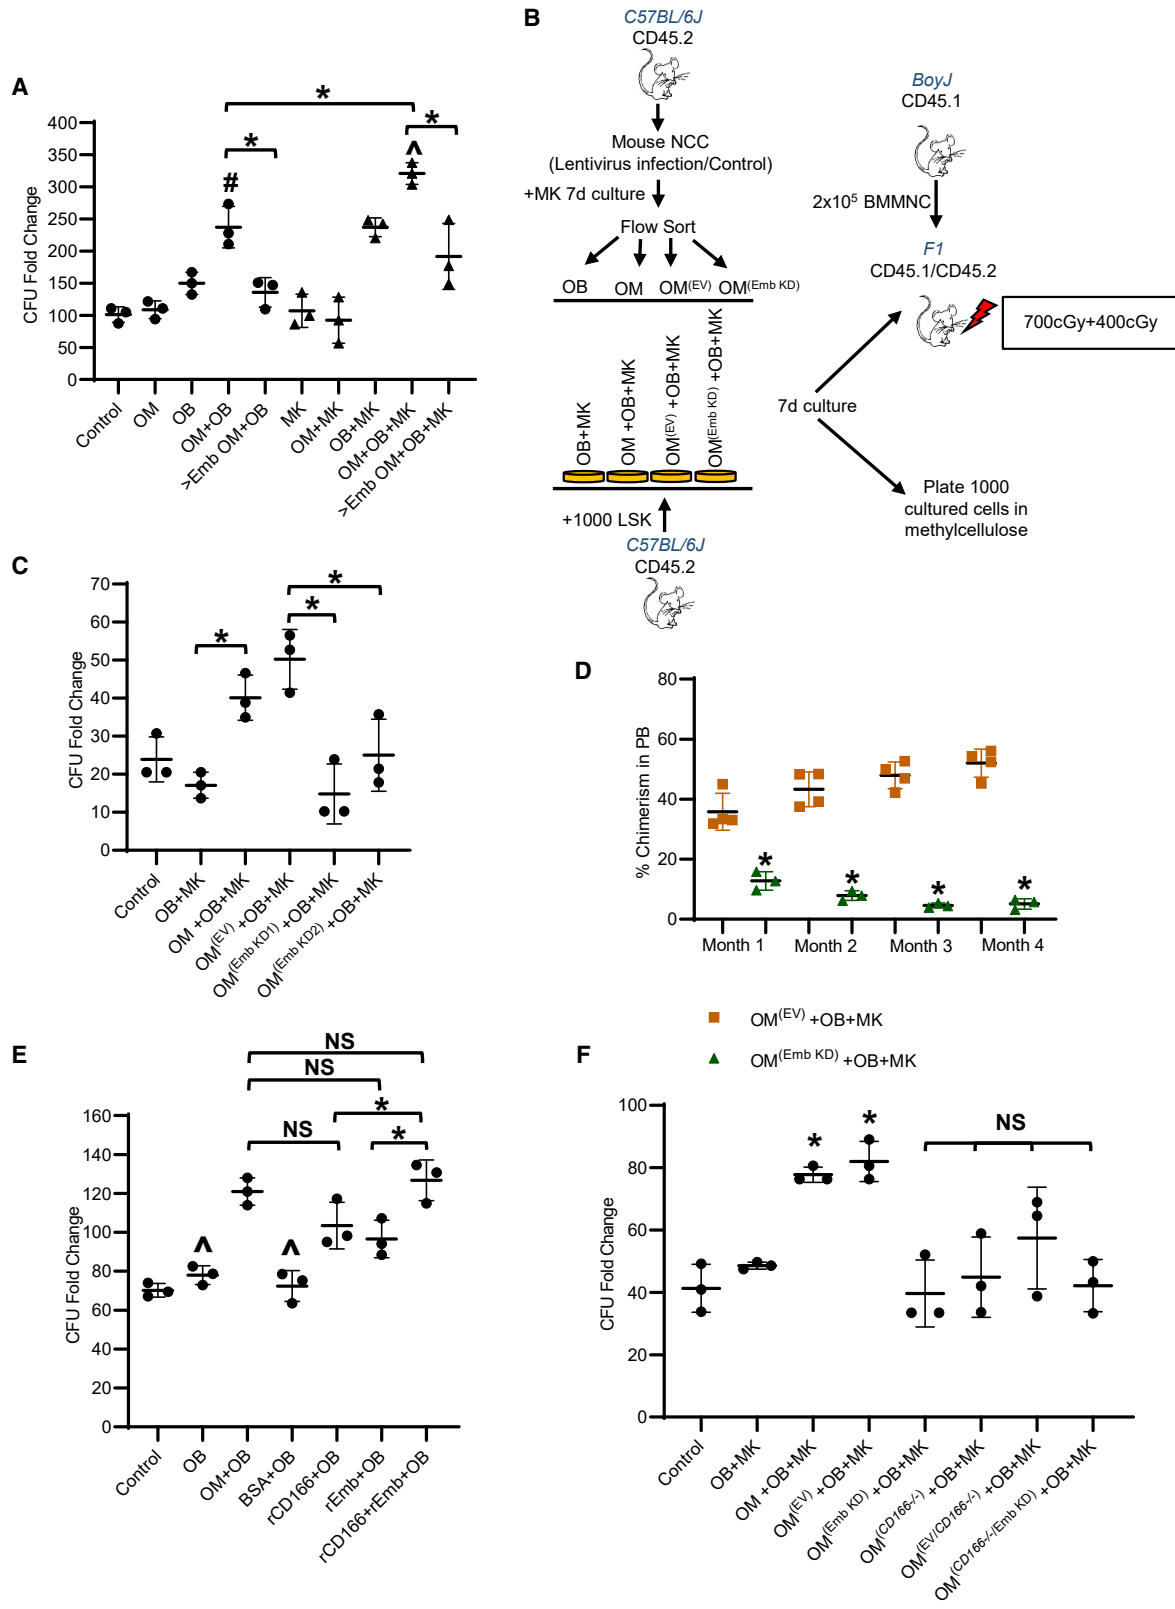 A
CFU Fold Change
400
350
300
250
200
150
100
50
0
*
*
*
#
^
Control
OM
OB
OM+OB
>Emb OM+OB
MK
OM+MK
OB+MK
OM+OB+MK
>Emb OM+OB+MK
B
C57BL/6J
CD45.2
Mouse NCC
(Lentivirus infection/Control)
+MK 7d culture
Flow Sort
OB OM OM(EV) OM(Emb KD)
OB+MK
OM +OB+MK
OM(EV) +OB+MK
OM(Emb KD) +OB+MK
+1000 LSK
C57BL/6J
CD45.2
BoyJ
CD45.1
2x10⁵ BMMNC
F1
CD45.1/CD45.2
700cGy+400cGy
7d culture
Plate 1000
cultured cells in
methylcellulose
C
CFU Fold Change
70
60
50
40
30
20
10
0
*
*
*
Control
OB+MK
OM +OB+MK
OM(EV) +OB+MK
OM(Emb KD1) +OB+MK
OM(Emb KD2) +OB+MK
D
% Chimerism in PB
80
60
40
20
0
*
*
*
*
Month 1
Month 2
Month 3
Month 4
OM(EV) +OB+MK
OM(Emb KD) +OB+MK
E
CFU Fold Change
160
140
120
100
80
60
40
20
0
NS
NS
NS
*
*
^
^
Control
OB
OM+OB
BSA+OB
rCD166+OB
rEmb+OB
rCD166+rEmb+OB
F
CFU Fold Change
100
80
60
40
20
0
*
*
NS
Control
OB+MK
OM +OB+MK
OM(EV) +OB+MK
OM(Emb KD) +OB+MK
OM(CD166-/-) +OB+MK
OM(EV/CD166-/-) +OB+MK
OM(CD166-/-/Emb KD) +OB+MK